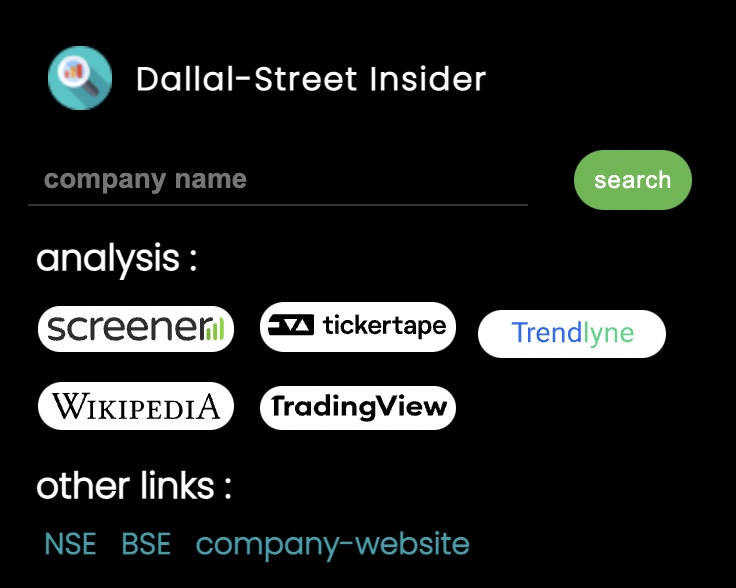 Dallal-Street Insider
company name search
analysis :
screener tickertape Trendlyne
WIKIPEDIA TradingView
other links :
NSE BSE company-website